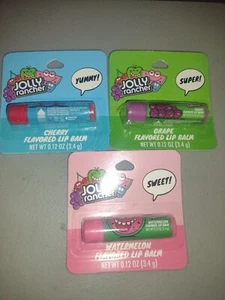 JOLLY
rancher
YUMMY!
CHERRY
FLAVORED LIP BALM
NET WT 0.12 OZ (3.4 g)
JOLLY
rancher
SUPER!
GRAPE
FLAVORED LIP BALM
NET WT 0.12 OZ (3.4 g)
JOLLY
rancher
SWEET!
WATERMELON
WATERMELON
FLAVORED LIP BALM
NET WT 0.12 OZ (3.4 g)